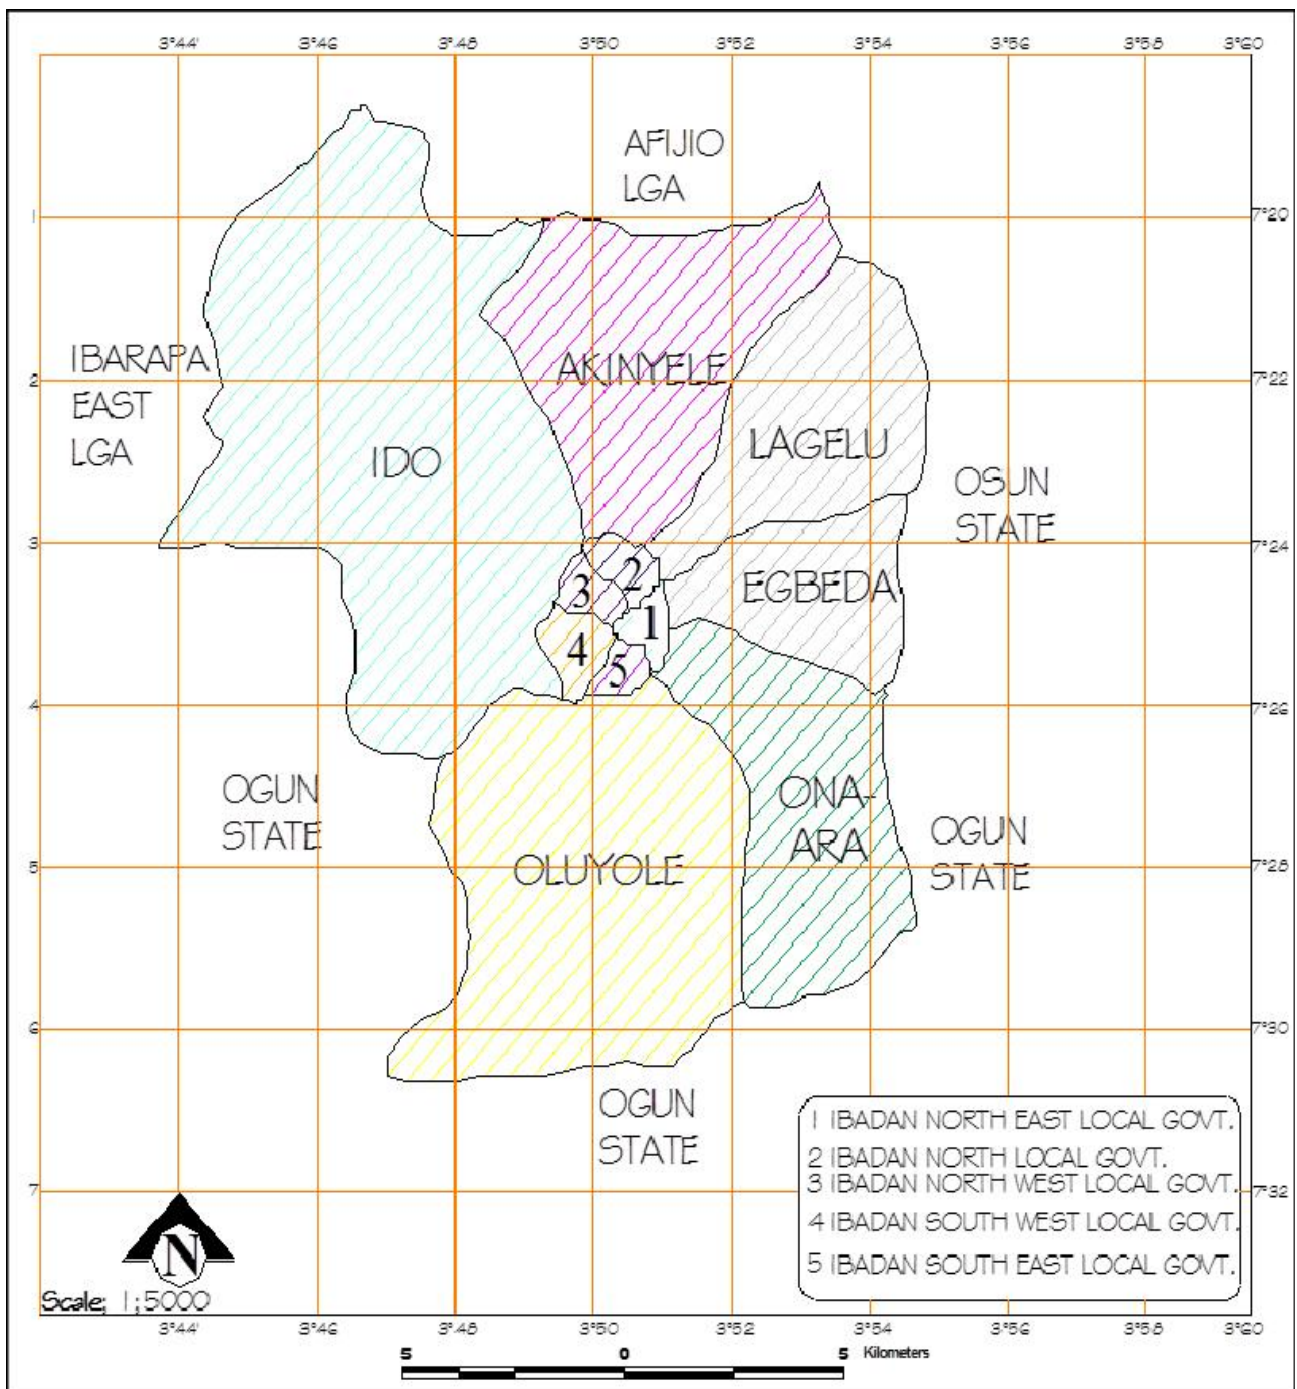 3°44' 3°46 3°48 3°50 3°52 3°54 3°56 3°58 3°60
AFIJIO
LGA
1 7°20
IBARAPA
EAST
LGA
AKINYELE
2 7°22
LAGELU
IDO
OSUN
STATE
3 7°24
EGBEDA
2
3
1
4
5
4 7°26
OGUN
STATE
ONA-
ARA
OGUN
STATE
OLUYOLE
5 7°28
6 7°30
OGUN
STATE
7 7°32
1 IBADAN NORTH EAST LOCAL GOVT.
2 IBADAN NORTH LOCAL GOVT.
3 IBADAN NORTH WEST LOCAL GOVT.
4 IBADAN SOUTH WEST LOCAL GOVT.
5 IBADAN SOUTH EAST LOCAL GOVT.
N
Scale; 1;5000
3°44' 3°46 3°48 3°50 3°52 3°54 3°56 3°58 3°60
5 0 5 Kilometers